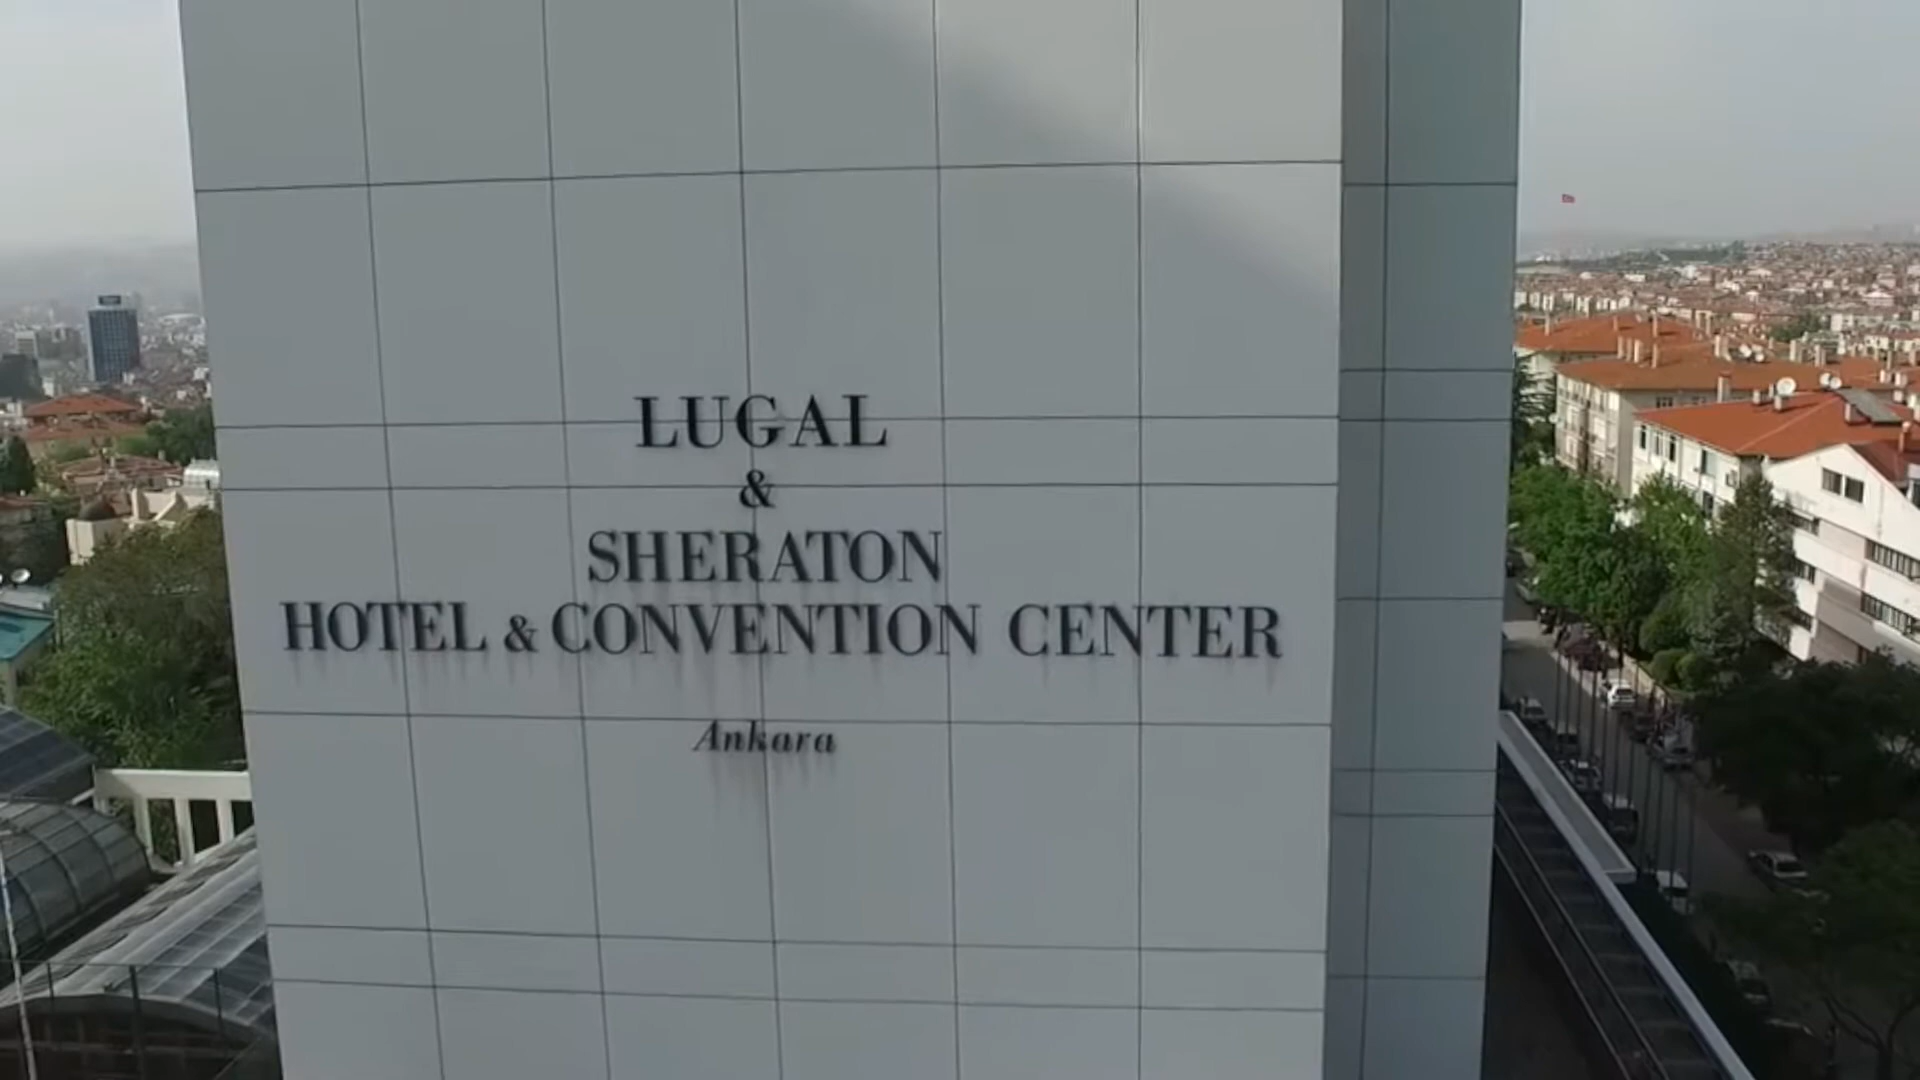 LUGAL
&
SHERATON
HOTEL & CONVENTION CENTER
Ankara